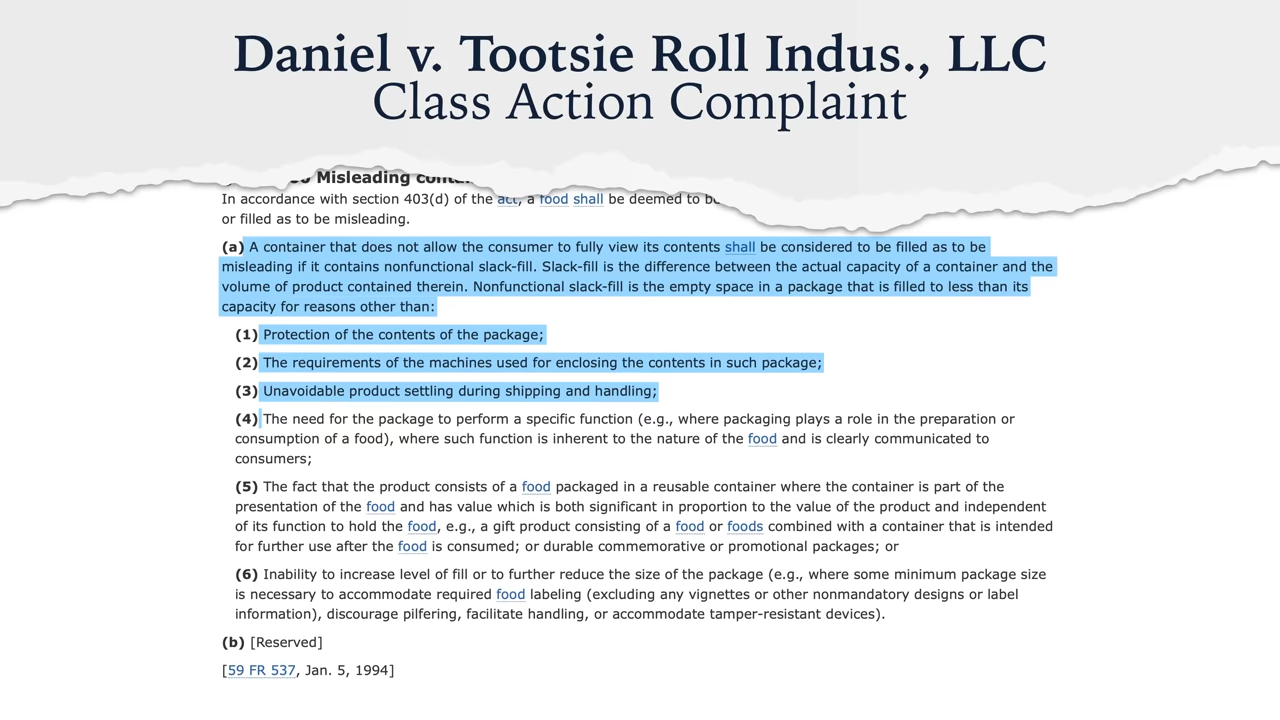 Daniel v. Tootsie Roll Indus., LLC
Class Action Complaint
Misleading
In accordance with section 403(d) of the act, a food shall be deemed to be
or filled as to be misleading.
(a) A container that does not allow the consumer to fully view its contents shall be considered to be filled as to be
misleading if it contains nonfunctional slack-fill. Slack-fill is the difference between the actual capacity of a container and the
volume of product contained therein. Nonfunctional slack-fill is the empty space in a package that is filled to less than its
capacity for reasons other than:
(1) Protection of the contents of the package;
(2) The requirements of the machines used for enclosing the contents in such package;
(3) Unavoidable product settling during shipping and handling;
(4) The need for the package to perform a specific function (e.g., where packaging plays a role in the preparation or
consumption of a food), where such function is inherent to the nature of the food and is clearly communicated to
consumers;
(5) The fact that the product consists of a food packaged in a reusable container where the container is part of the
presentation of the food and has value which is both significant in proportion to the value of the product and independent
of its function to hold the food, e.g., a gift product consisting of a food or foods combined with a container that is intended
for further use after the food is consumed; or durable commemorative or promotional packages; or
(6) Inability to increase level of fill or to further reduce the size of the package (e.g., where some minimum package size
is necessary to accommodate required food labeling (excluding any vignettes or other nonmandatory designs or label
information), discourage pilfering, facilitate handling, or accommodate tamper-resistant devices).
(b) [Reserved]
[59 FR 537, Jan. 5, 1994]